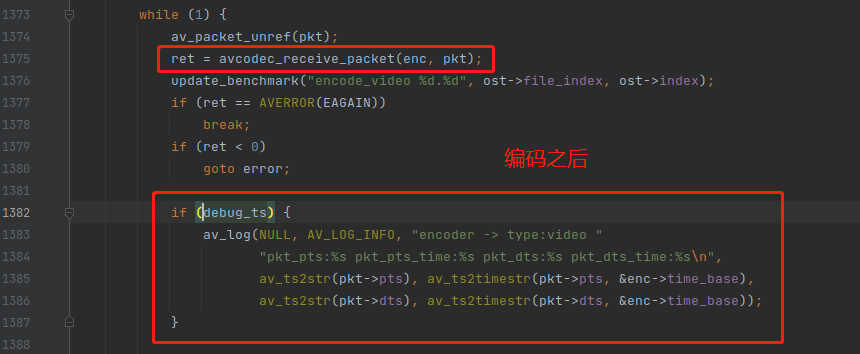 1373 while (1) {
1374 av_packet_unref(pkt);
1375 ret = avcodec_receive_packet(enc, pkt);
1376 update_benchmark("encode_video %d.%d", ost->file_index, ost->index);
1377 if (ret == AVERROR(EAGAIN))
1378 break;
1379 if (ret < 0)
编码之后
1380 goto error;
1381
1382 if (debug_ts) {
1383 av_log(NULL, AV_LOG_INFO, "encoder -> type:video "
1384 "pkt_pts:%s pkt_pts_time:%s pkt_dts:%s pkt_dts_time:%s\n",
1385 av_ts2str(pkt->pts), av_ts2timestr(pkt->pts, &enc->time_base),
1386 av_ts2str(pkt->dts), av_ts2timestr(pkt->dts, &enc->time_base));
1387 }
1388